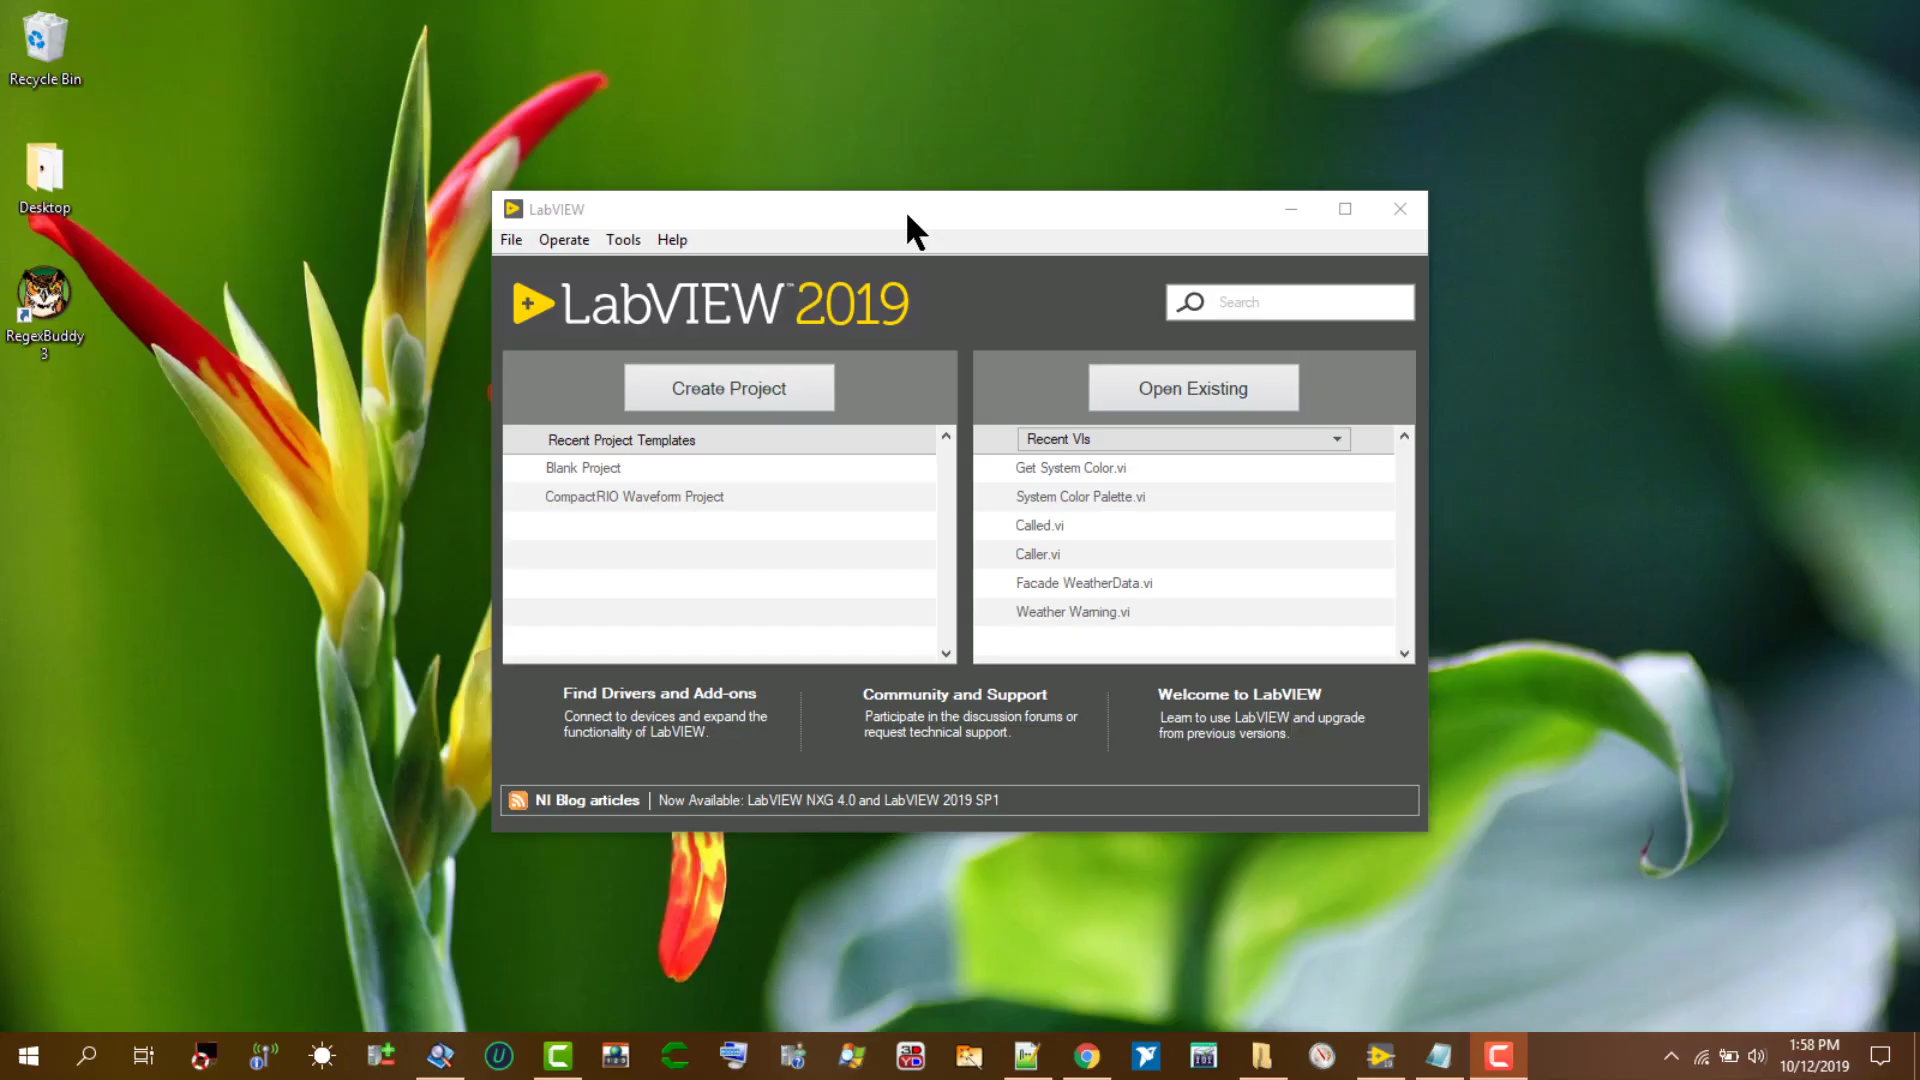 Recycle Bin
Desktop
RegexBuddy
3
LabVIEW
File Operate Tools Help
LabVIEW™ 2019
Search
Create Project
Open Existing
Recent Project Templates
Blank Project
CompactRIO Waveform Project
Recent VIs
Get System Color.vi
System Color Palette.vi
Called.vi
Caller.vi
Facade WeatherData.vi
Weather Warning.vi
Find Drivers and Add-ons
Connect to devices and expand the
functionality of LabVIEW.
Community and Support
Participate in the discussion forums or
request technical support.
Welcome to LabVIEW
Learn to use LabVIEW and upgrade
from previous versions.
NI Blog articles | Now Available: LabVIEW NXG 4.0 and LabVIEW 2019 SP1
1:58 PM
10/12/2019